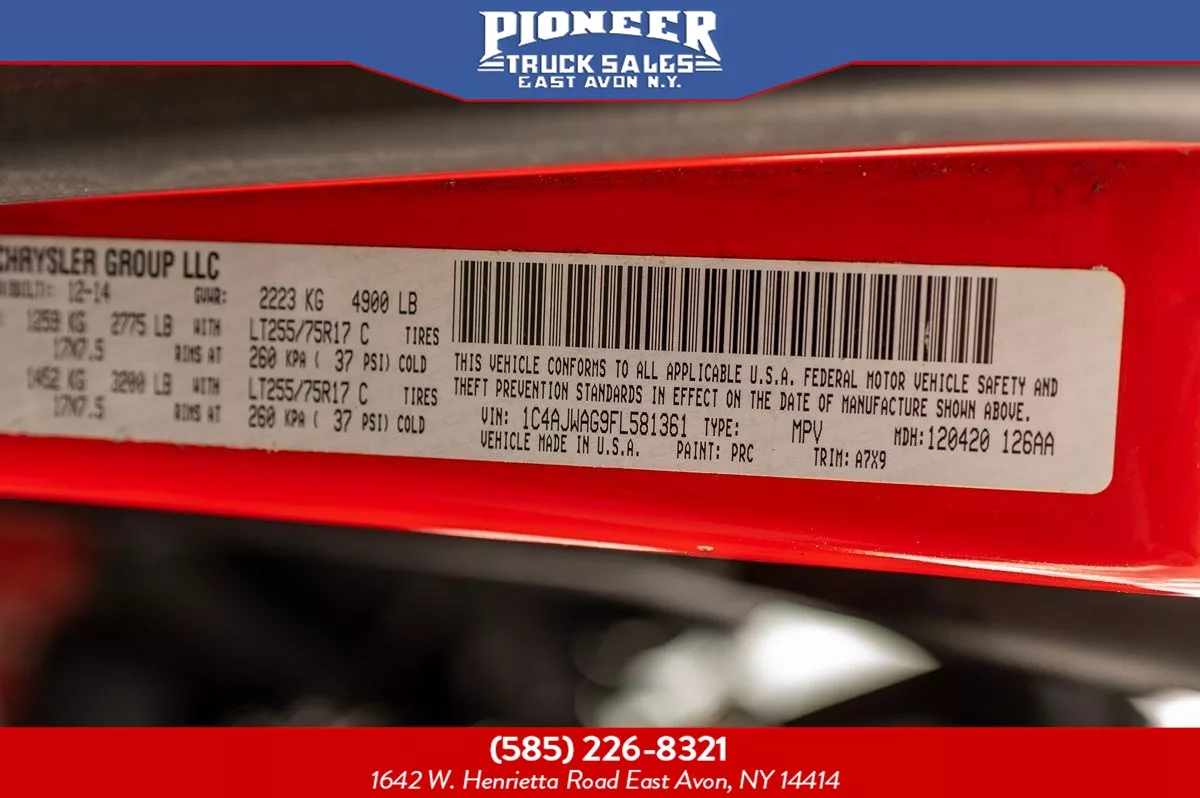 PIONEER
TRUCK SALES
EAST AVON N.Y.
CHRYSLER GROUP LLC
12-14 GVWR: 2223 KG 4900 LB
1259 KG 2775 LB WITH LT255/75R17 C TIRES
17X7.5 RIMS AT 260 KPA ( 37 PSI) COLD
1452 KG 3200 LB WITH LT255/75R17 C TIRES
17X7.5 RIMS AT 260 KPA ( 37 PSI) COLD
THIS VEHICLE CONFORMS TO ALL APPLICABLE U.S.A. FEDERAL MOTOR VEHICLE SAFETY AND
THEFT PREVENTION STANDARDS IN EFFECT ON THE DATE OF MANUFACTURE SHOWN ABOVE.
VIN: 1C4AJWAG9FL581361 TYPE: MPV MDH:120420 126AA
VEHICLE MADE IN U.S.A. PAINT: PRC TRIM: A7X9
(585) 226-8321
1642 W. Henrietta Road East Avon, NY 14414